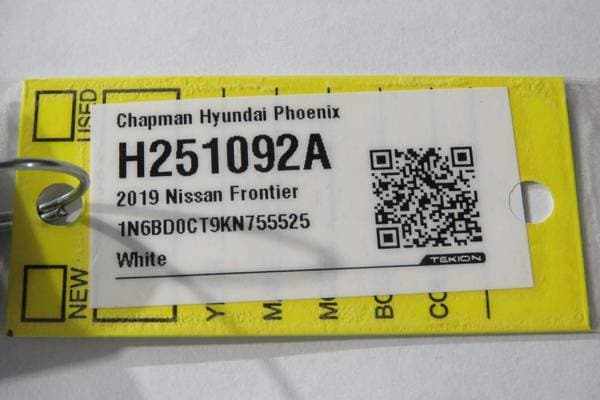 USED
Chapman Hyundai Phoenix
H251092A
2019 Nissan Frontier
1N6BD0CT9KN755525
White
TEKION
NEW